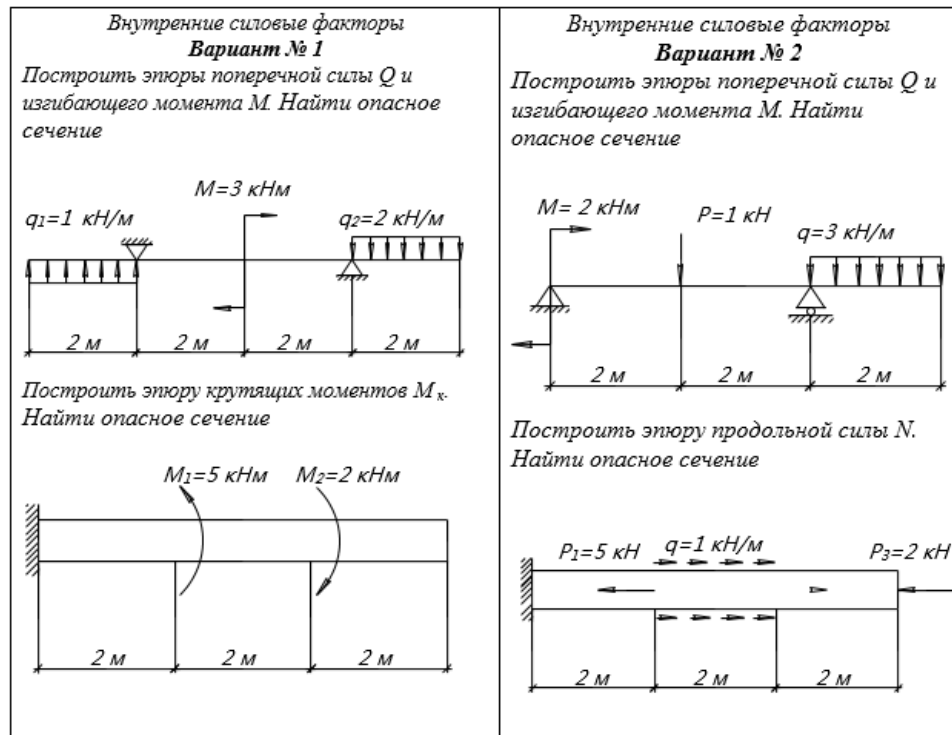 Внутренние силовые факторы
Вариант № 1
Построить эпюры поперечной силы Q и
изгибающего момента M. Найти опасное
сечение
M=3 кНм
q₁=1 кН/м
q₂=2 кН/м
2 м
2 м
2 м
2 м
Построить эпюру крутящих моментов M к.
Найти опасное сечение
M₁=5 кНм
M₂=2 кНм
2 м
2 м
2 м
Внутренние силовые факторы
Вариант № 2
Построить эпюры поперечной силы Q и
изгибающего момента M. Найти
опасное сечение
M= 2 кНм
P=1 кН
q=3 кН/м
2 м
2 м
2 м
Построить эпюру продольной силы N.
Найти опасное сечение
P₁=5 кН
q=1 кН/м
P₃=2 кН
2 м
2 м
2 м